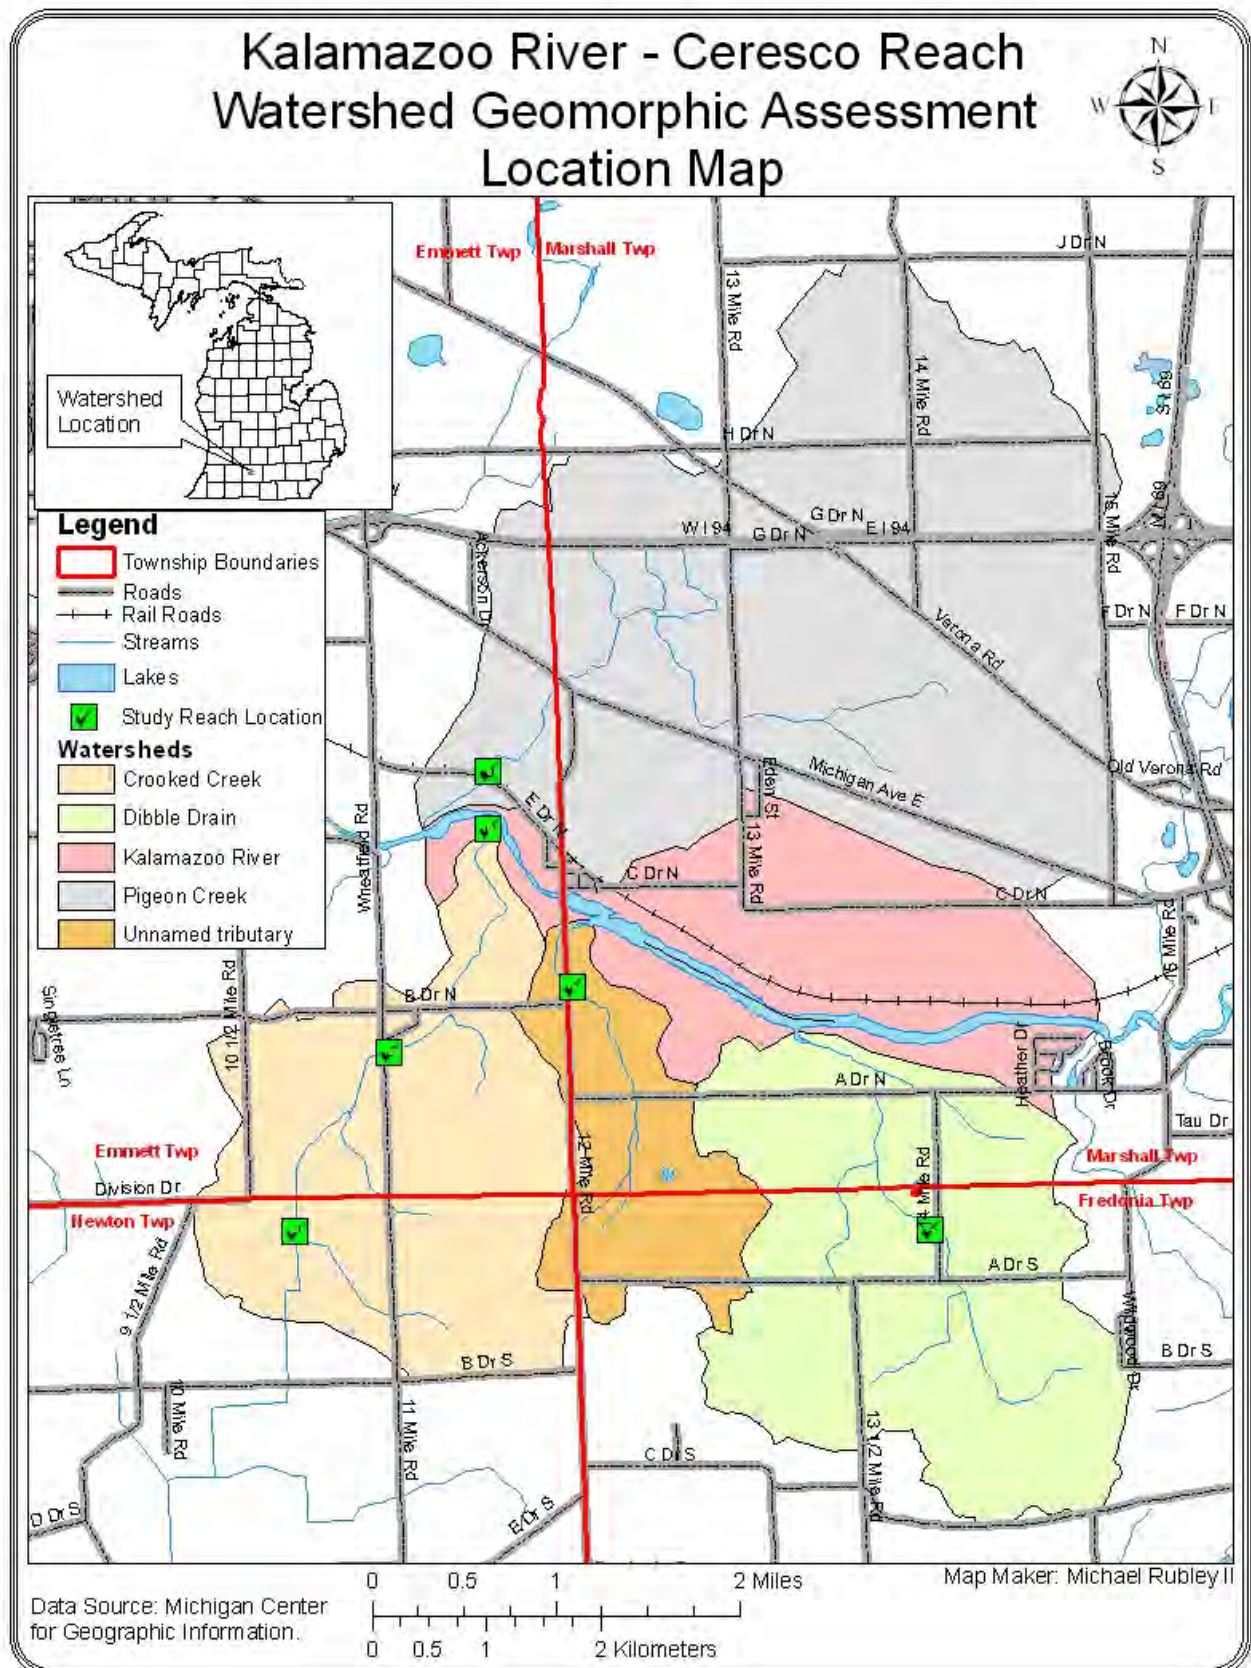 Kalamazoo River - Ceresco Reach
Watershed Geomorphic Assessment
Location Map
N
W
E
S
Watershed
Location
Emmett Twp
Marshall Twp
J Dr N
13 Mile Rd
14 Mile Rd
S I 69
H Dr N
N I 69
15 Mile Rd
W I 94
G Dr N
G Dr N
E I 94
Ackerson Dr
F Dr N
F Dr N
Verona Rd
Legend
Township Boundaries
Roads
Rail Roads
Streams
Lakes
Study Reach Location
Watersheds
Crooked Creek
Dibble Drain
Kalamazoo River
Pigeon Creek
Unnamed tributary
Old Verona Rd
Michigan Ave E
Eden St
E Dr N
13 Mile Rd
Wheatfield Rd
C Dr N
C Dr N
15 Mile Rd
10 1/2 Mile Rd
Singletree Ln
B Dr N
Heather Dr
Brook Dr
A Dr N
Tau Dr
Emmett Twp
Marshall Twp
Division Dr
12 Mile Rd
4 Mile Rd
Newton Twp
Fredonia Twp
9 1/2 Mile Rd
A Dr S
Wildwood Dr
B Dr S
B Dr S
10 Mile Rd
11 Mile Rd
13 1/2 Mile Rd
C Dr S
D Dr S
E Dr S
0 0.5 1 2 Miles
Map Maker: Michael Rubley II
Data Source: Michigan Center
for Geographic Information.
0 0.5 1 2 Kilometers